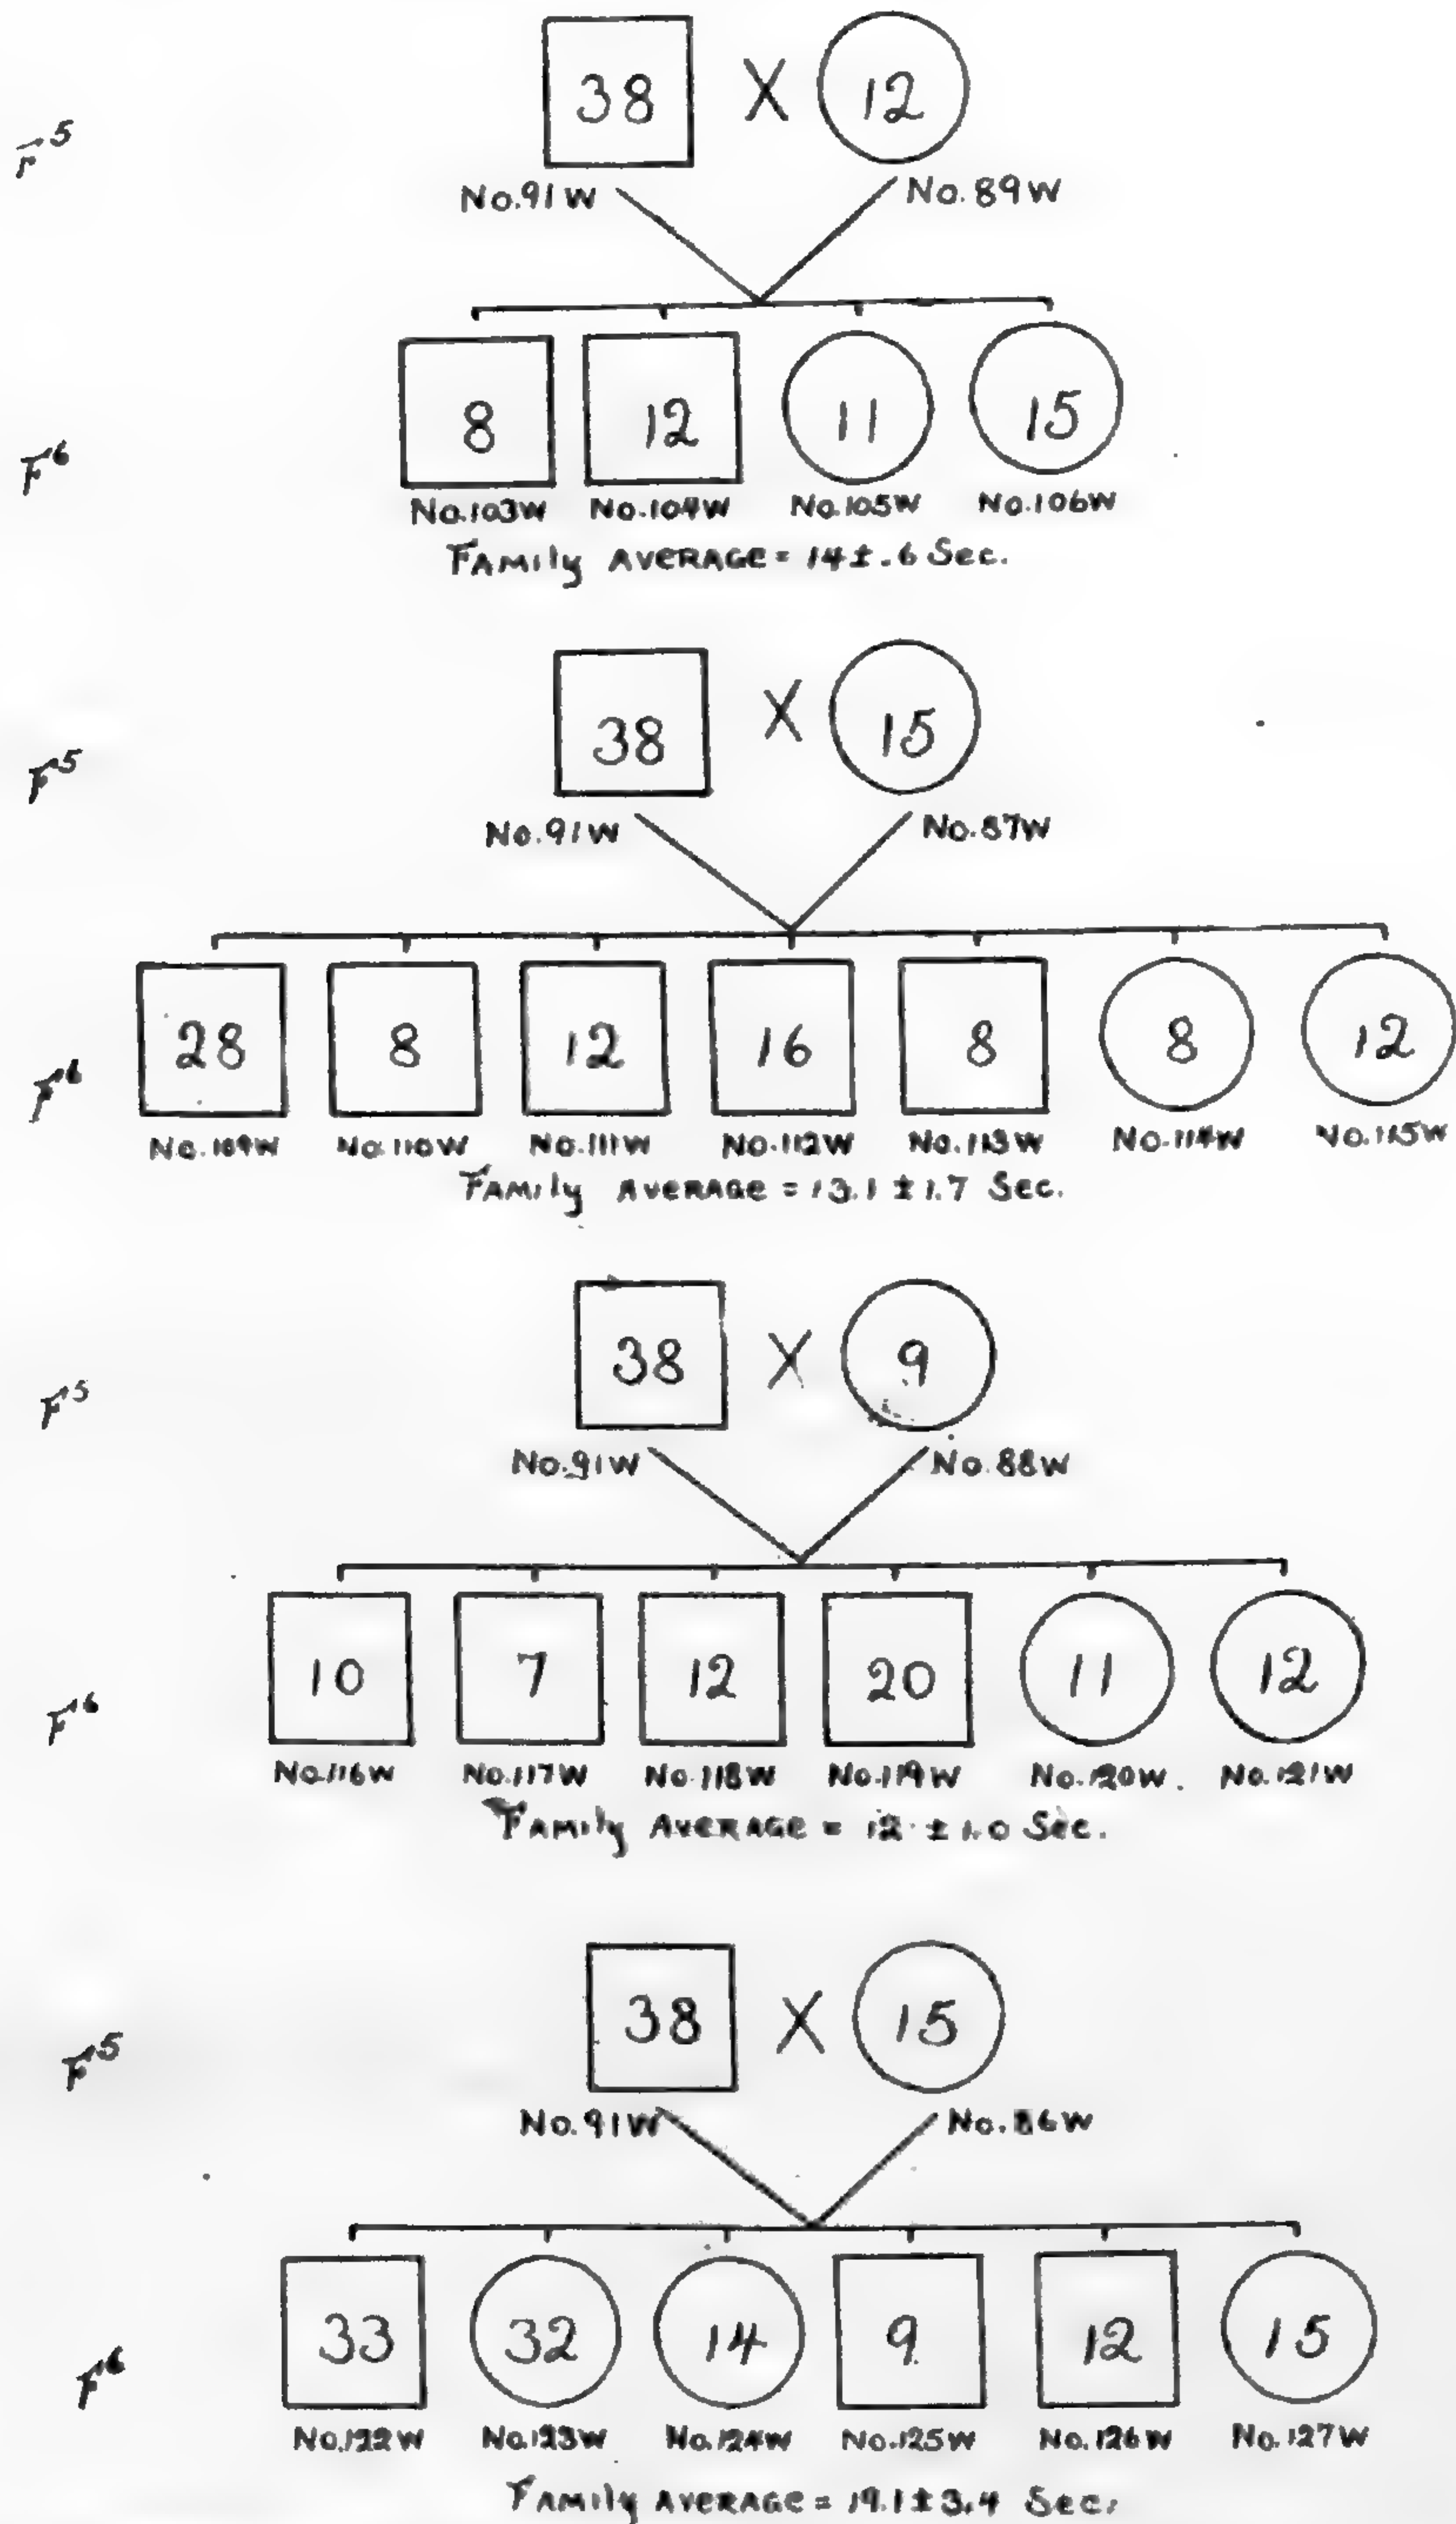 38 X 12
F5
No.91W No.89W
8 12 11 15
F6
No.103W No.104W No.105W No.106W
FAMILY AVERAGE = 14±.6 Sec.
38 X 15
F5
No.91W No.87W
28 8 12 16 8 8 12
F6
No.109W No.110W No.111W No.112W No.113W No.114W No.115W
FAMILY AVERAGE = 13.1 ± 1.7 Sec.
38 X 9
F5
No.91W No.88W
10 7 12 20 11 12
F6
No.116W No.117W No.118W No.119W No.120W. No.121W
FAMILY AVERAGE = 12. ± 1.0 Sec.
38 X 15
F5
No.91W No.86W
33 32 14 9 12 15
F6
No.122W No.123W No.124W No.125W No.126W No.127W
FAMILY AVERAGE = 19.1±3.4 Sec.